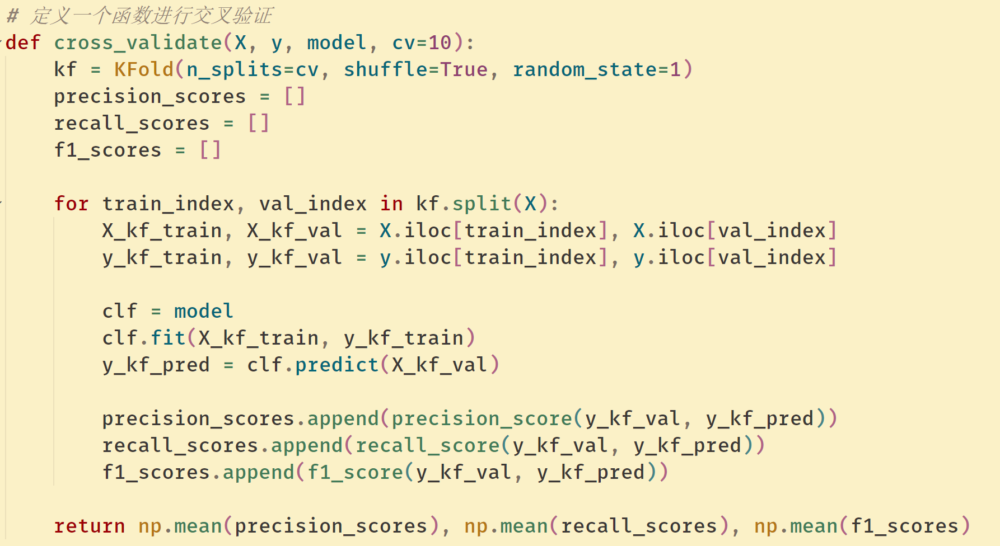 # 定义一个函数进行交叉验证
def cross_validate(X, y, model, cv=10):
    kf = KFold(n_splits=cv, shuffle=True, random_state=1)
    precision_scores = []
    recall_scores = []
    f1_scores = []

    for train_index, val_index in kf.split(X):
        X_kf_train, X_kf_val = X.iloc[train_index], X.iloc[val_index]
        y_kf_train, y_kf_val = y.iloc[train_index], y.iloc[val_index]

        clf = model
        clf.fit(X_kf_train, y_kf_train)
        y_kf_pred = clf.predict(X_kf_val)

        precision_scores.append(precision_score(y_kf_val, y_kf_pred))
        recall_scores.append(recall_score(y_kf_val, y_kf_pred))
        f1_scores.append(f1_score(y_kf_val, y_kf_pred))

    return np.mean(precision_scores), np.mean(recall_scores), np.mean(f1_scores)